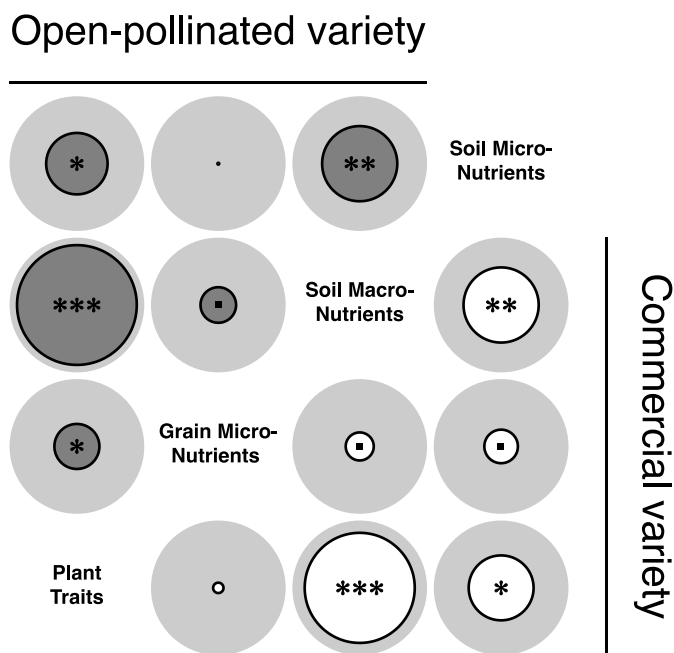 Open-pollinated variety
*
**
Soil Micro-
Nutrients
***
Soil Macro-
Nutrients
**
*
Grain Micro-
Nutrients
Plant
Traits
***
*
Commercial variety